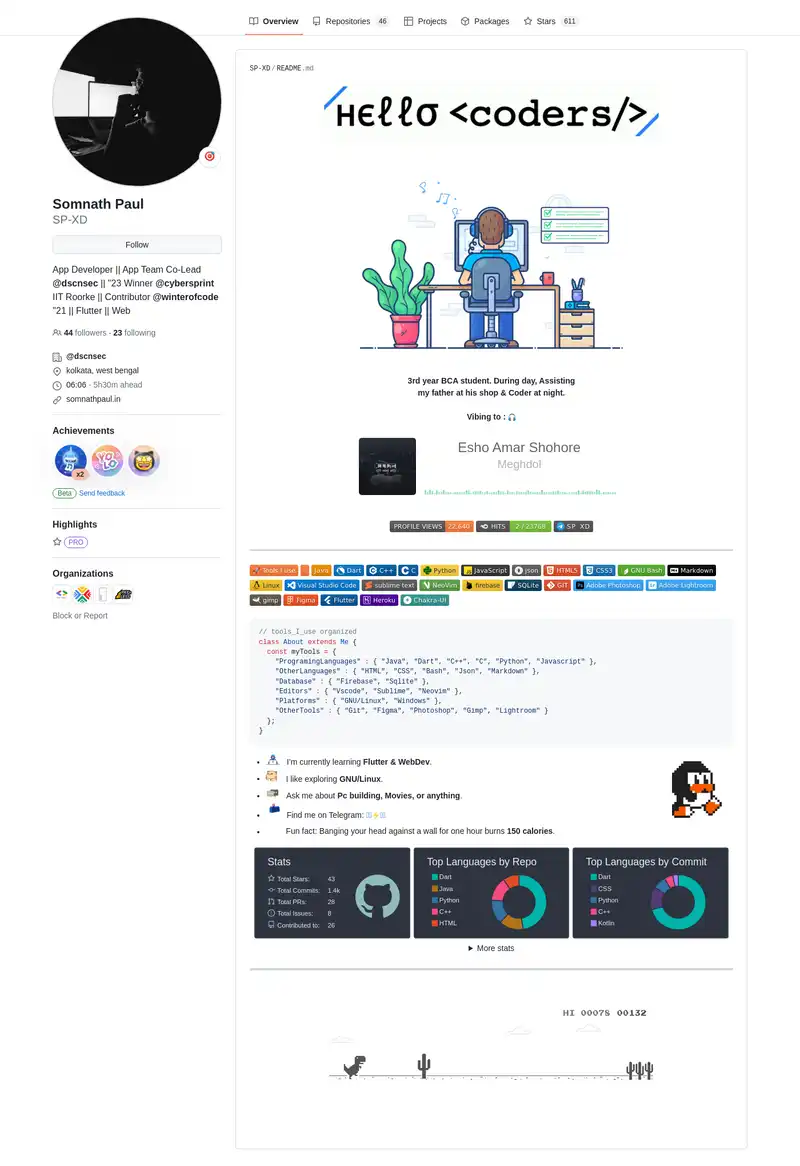 Overview
Repositories 46
Projects
Packages
Stars 611
Somnath Paul
SP-XD
Follow
App Developer || App Team Co-Lead
@dscnsec || "23 Winner @cybersprint
IIT Roorke || Contributor @winterofcode
"21 || Flutter || Web
44 followers · 23 following
@dscnsec
kolkata, west bengal
06:06 - 5h30m ahead
somnathpaul.in
Achievements
x2
Beta Send feedback
Highlights
PRO
Organizations
Block or Report
SP-XD / README.md
Hєℓℓσ <coders/>
3rd year BCA student. During day, Assisting
my father at his shop & Coder at night.
Vibing to : 🎧
Esho Amar Shohore
Meghdol
PROFILE VIEWS 22,640
HITS 2 / 23768
SP XD
Tools I use : Java Dart C++ C Python JavaScript json HTML5 CSS3 GNU Bash Markdown
Linux Visual Studio Code sublime text NeoVim firebase SQLite GIT Adobe Photoshop Adobe Lightroom
gimp Figma Flutter Heroku Chakra-UI
// tools_I_use organized
class About extends Me {
const myTools = {
"ProgramingLanguages" : { "Java", "Dart", "C++", "C", "Python", "Javascript" },
"OtherLanguages" : { "HTML", "CSS", "Bash", "Json", "Markdown" },
"Database" : { "Firebase", "Sqlite" },
"Editors" : { "Vscode", "Sublime", "Neovim" },
"Platforms" : { "GNU/Linux", "Windows" },
"OtherTools" : { "Git", "Figma", "Photoshop", "Gimp", "Lightroom" }
};
}
I'm currently learning Flutter & WebDev.
I like exploring GNU/Linux.
Ask me about Pc building, Movies, or anything.
Find me on Telegram: ⚡
Fun fact: Banging your head against a wall for one hour burns 150 calories.
Stats
Total Stars: 43
Total Commits: 1.4k
Total PRs: 28
Total Issues: 8
Contributed to: 26
Top Languages by Repo
Dart
Java
Python
C++
HTML
Top Languages by Commit
Dart
CSS
Python
C++
Kotlin
▶ More stats
HI 00078 00132